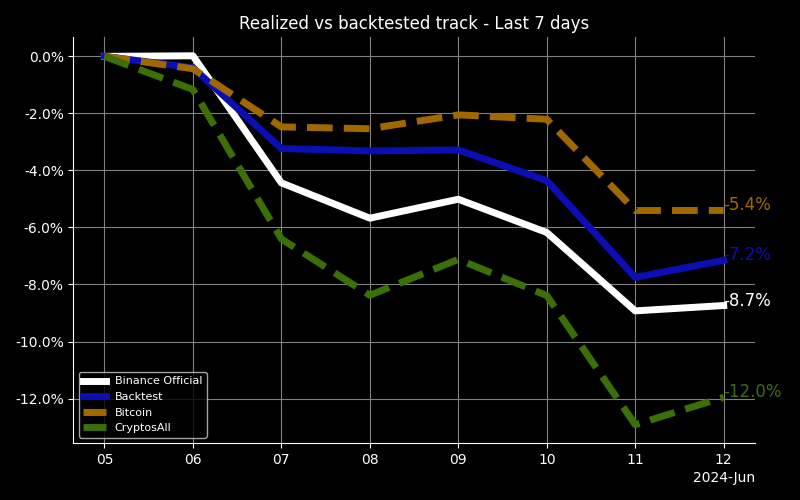 Realized vs backtested track - Last 7 days
0.0%
-2.0%
-4.0%
-6.0%
-8.0%
-10.0%
-12.0%
-5.4%
-7.2%
-8.7%
-12.0%
Binance Official
Backtest
Bitcoin
CryptosAll
05 06 07 08 09 10 11 12
2024-Jun